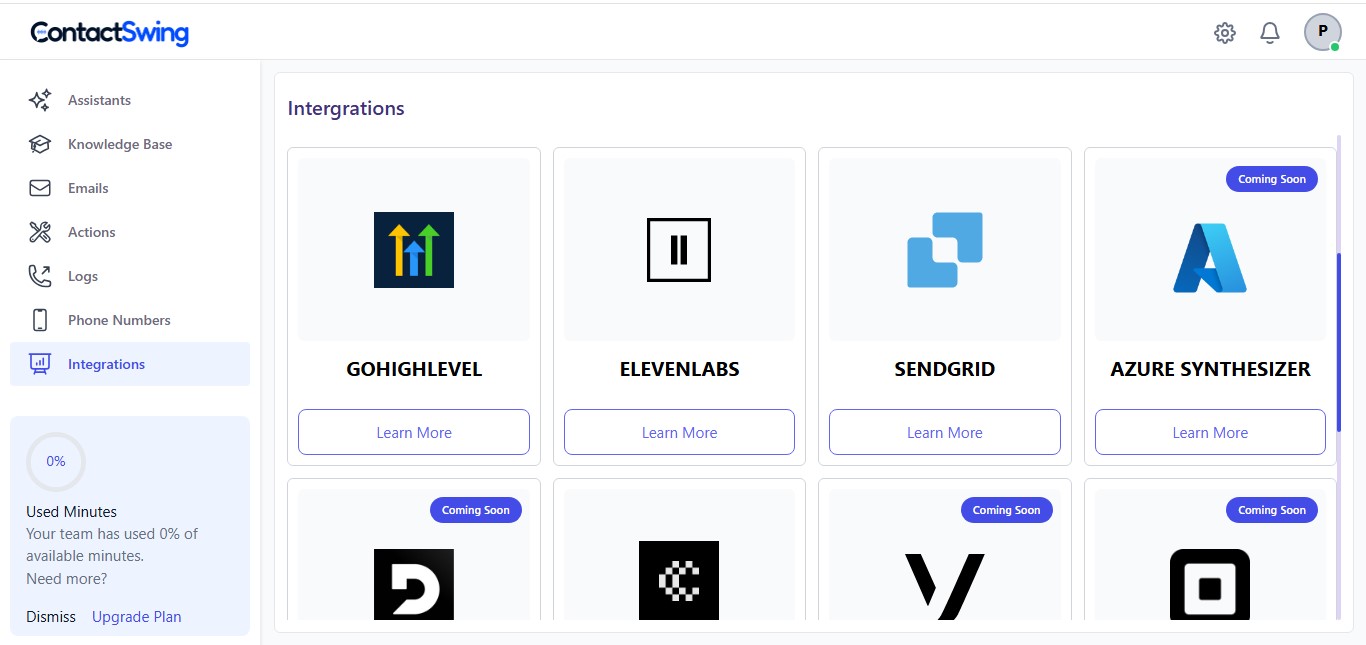 ContactSwing
P
Assistants
Knowledge Base
Emails
Actions
Logs
Phone Numbers
Integrations
0%
Used Minutes
Your team has used 0% of
available minutes.
Need more?
Dismiss Upgrade Plan
Intergrations
Coming Soon
GOHIGHLEVEL ELEVENLABS SENDGRID AZURE SYNTHESIZER
Learn More Learn More Learn More Learn More
Coming Soon Coming Soon Coming Soon